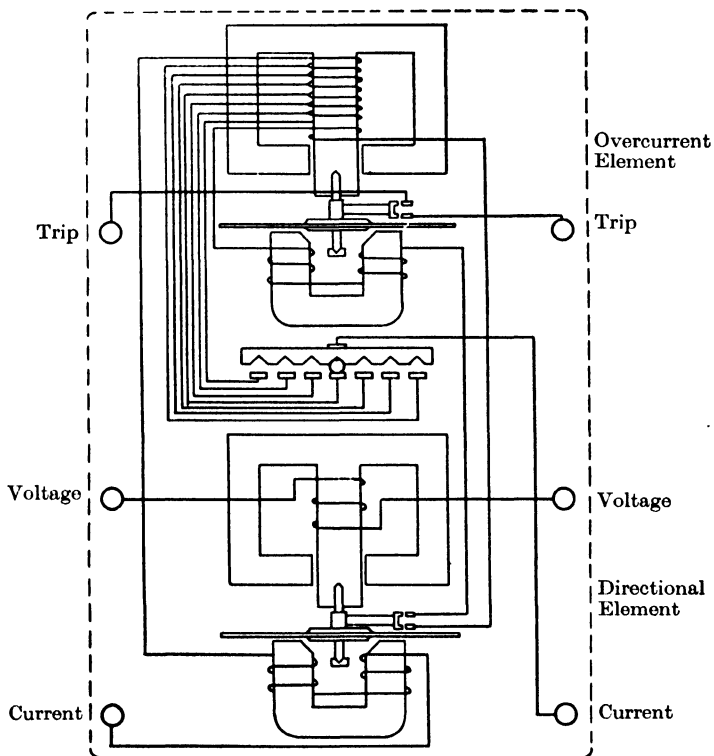 Overcurrent
Element
Trip
Trip
Voltage
Voltage
Directional
Element
Current
Current